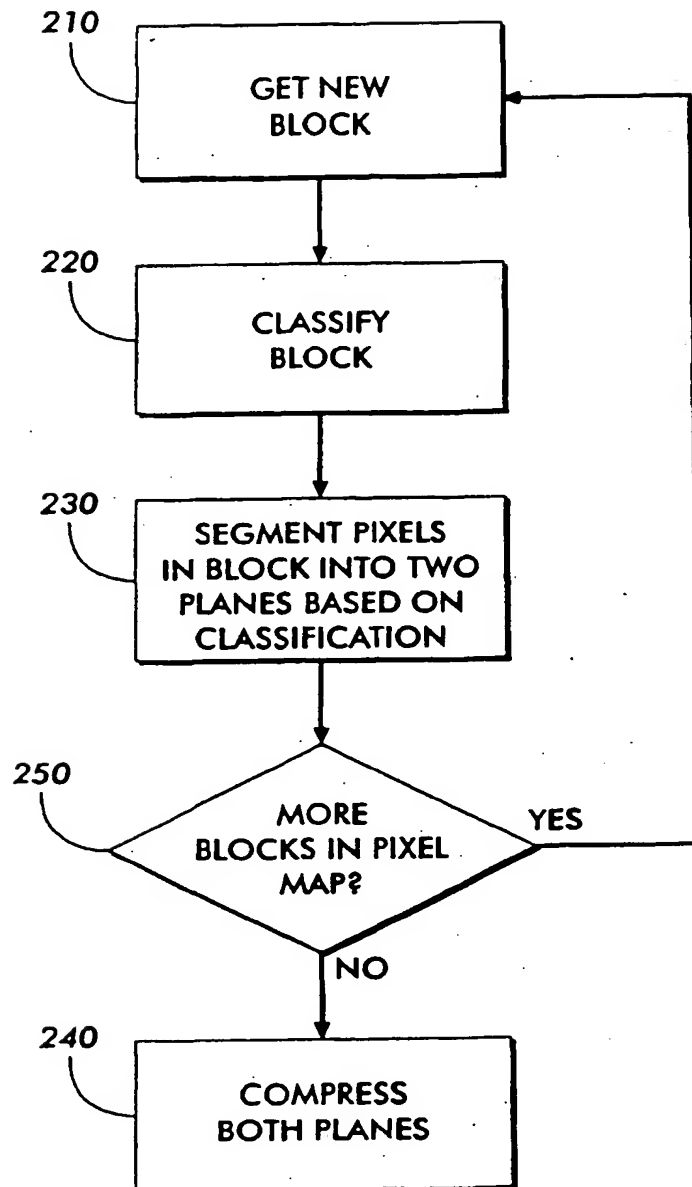 210
GET NEW
BLOCK
220
CLASSIFY
BLOCK
230
SEGMENT PIXELS
IN BLOCK INTO TWO
PLANES BASED ON
CLASSIFICATION
250
MORE
BLOCKS IN PIXEL
MAP?
YES
NO
240
COMPRESS
BOTH PLANES